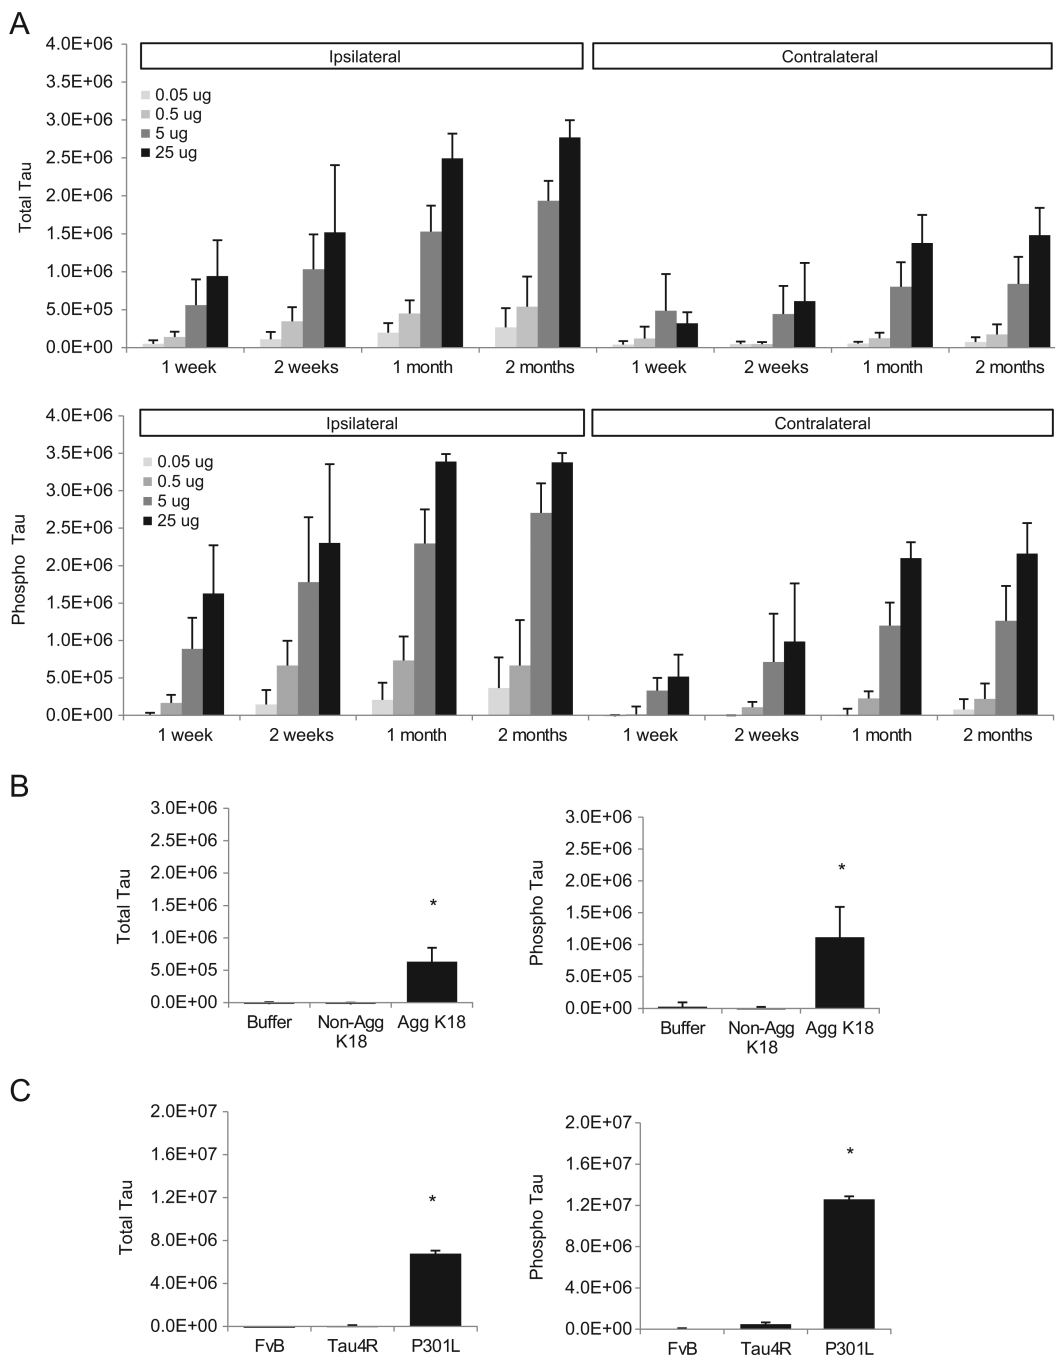 A
4.0E+06
3.5E+06
3.0E+06
2.5E+06
2.0E+06
1.5E+06
1.0E+06
5.0E+05
0.0E+00
Total Tau
Ipsilateral
Contralateral
0.05 ug
0.5 ug
5 ug
25 ug
1 week 2 weeks 1 month 2 months 1 week 2 weeks 1 month 2 months
4.0E+06
3.5E+06
3.0E+06
2.5E+06
2.0E+06
1.5E+06
1.0E+06
5.0E+05
0.0E+00
Phospho Tau
Ipsilateral
Contralateral
0.05 ug
0.5 ug
5 ug
25 ug
1 week 2 weeks 1 month 2 months 1 week 2 weeks 1 month 2 months
B
3.0E+06
2.5E+06
2.0E+06
1.5E+06
1.0E+06
5.0E+05
0.0E+00
Total Tau
*
Buffer Non-Agg Agg K18
K18
3.0E+06
2.5E+06
2.0E+06
1.5E+06
1.0E+06
5.0E+05
0.0E+00
Phospho Tau
*
Buffer Non-Agg Agg K18
K18
C
2.0E+07
1.6E+07
1.2E+07
8.0E+06
4.0E+06
0.0E+00
Total Tau
*
FvB Tau4R P301L
2.0E+07
1.6E+07
1.2E+07
8.0E+06
4.0E+06
0.0E+00
Phospho Tau
*
FvB Tau4R P301L